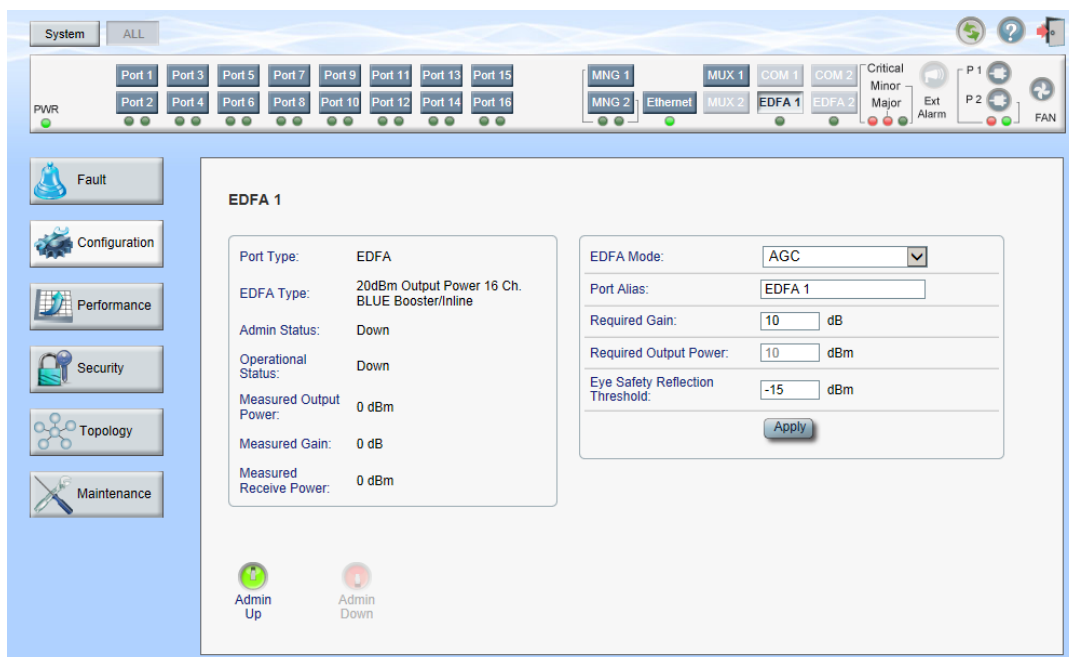 System ALL
Port 1 Port 3 Port 5 Port 7 Port 9 Port 11 Port 13 Port 15 MNG 1 MUX 1 COM 1 COM 2 Critical P 1
Minor
PWR Port 2 Port 4 Port 6 Port 8 Port 10 Port 12 Port 14 Port 16 MNG 2 Ethernet MUX 2 EDFA 1 EDFA 2 Major Ext P 2
Alarm FAN
Fault
Configuration
Performance
Security
Topology
Maintenance
EDFA 1
Port Type: EDFA
EDFA Type: 20dBm Output Power 16 Ch.
BLUE Booster/Inline
Admin Status: Down
Operational
Status: Down
Measured Output
Power: 0 dBm
Measured Gain: 0 dB
Measured
Receive Power: 0 dBm
EDFA Mode: AGC
Port Alias: EDFA 1
Required Gain: 10 dB
Required Output Power: 10 dBm
Eye Safety Reflection
Threshold: -15 dBm
Apply
Admin
Up
Admin
Down